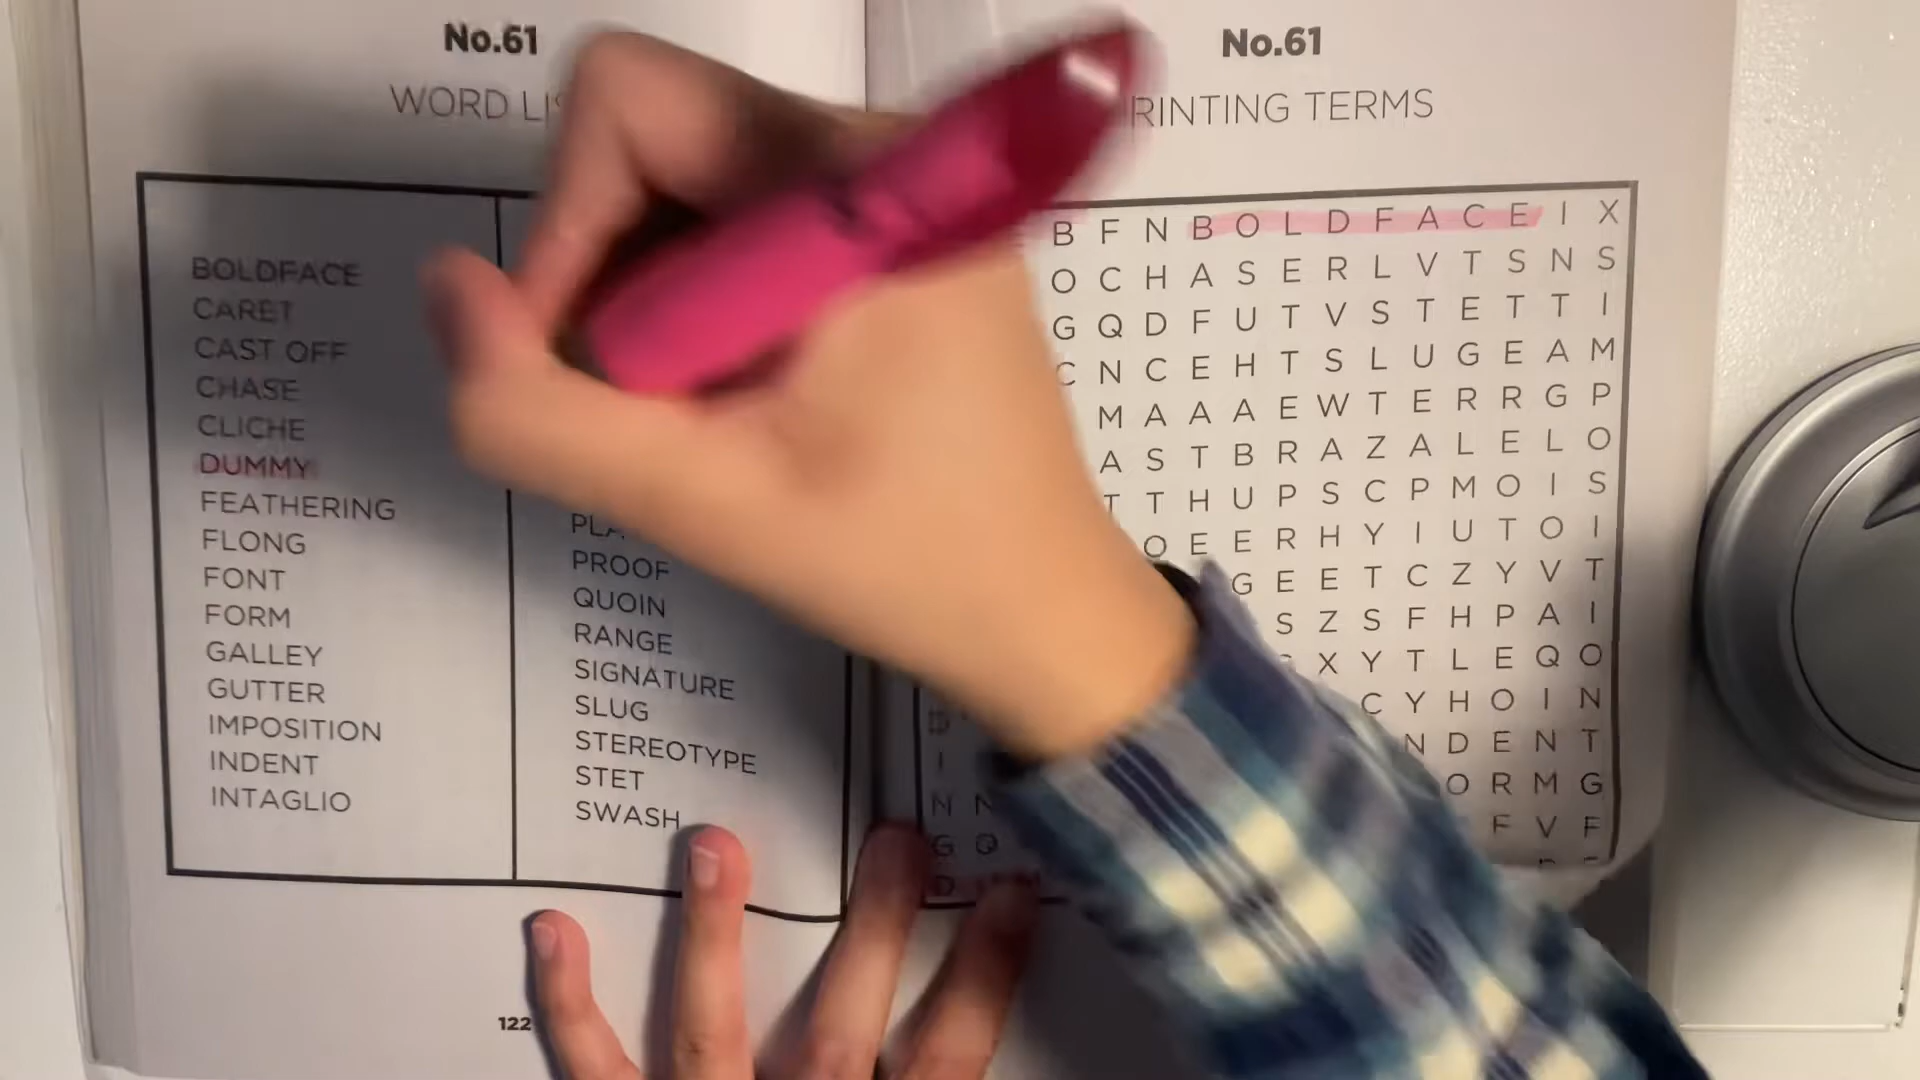 No.61
WORD
BOLDFACE
CARET
CAST OFF
CHASE
CLICHE
DUMMY
FEATHERING
FLONG
FONT
FORM
GALLEY
GUTTER
IMPOSITION
INDENT
INTAGLIO
PROOF
QUOIN
RANGE
SIGNATURE
SLUG
STEREOTYPE
STET
SWASH
122
No.61
RINTING TERMS
B F N B O L D F A C E I X
O C H A S E R L V T S N S
G Q D F U T V S T E T T I
C N C E H T S L U G E A M
M A A A E W T E R R G P
A S T B R A Z A L E L O
T T H U P S C P M O I S
O E E R H Y I U T O I
G E E T C Z Y V T
S Z S F H P A I
X Y T L E Q O
C Y H O I N
N D E N T
I
O R M G
N N
F V F
G Q
D